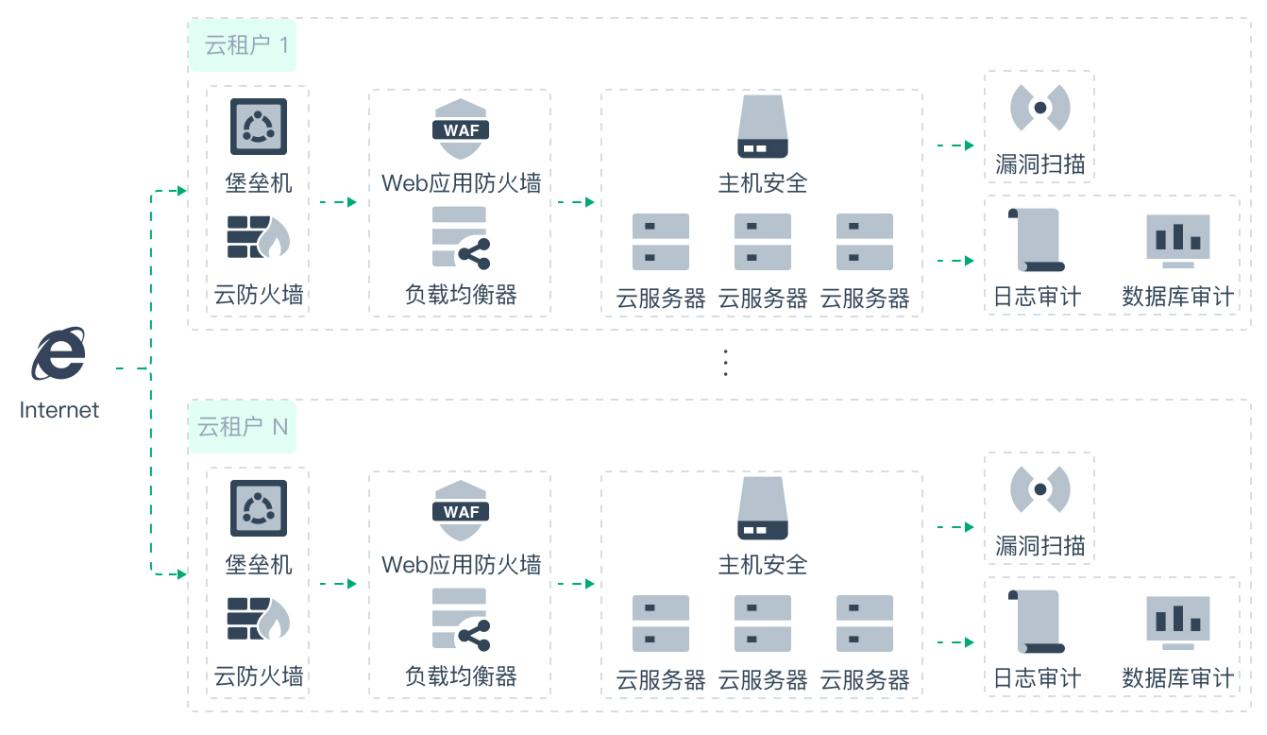 云租户 1
堡垒机
云防火墙
WAF
Web应用防火墙
负载均衡器
主机安全
云服务器 云服务器 云服务器
漏洞扫描
日志审计
数据库审计
Internet
云租户 N
堡垒机
云防火墙
WAF
Web应用防火墙
负载均衡器
主机安全
云服务器 云服务器 云服务器
漏洞扫描
日志审计
数据库审计